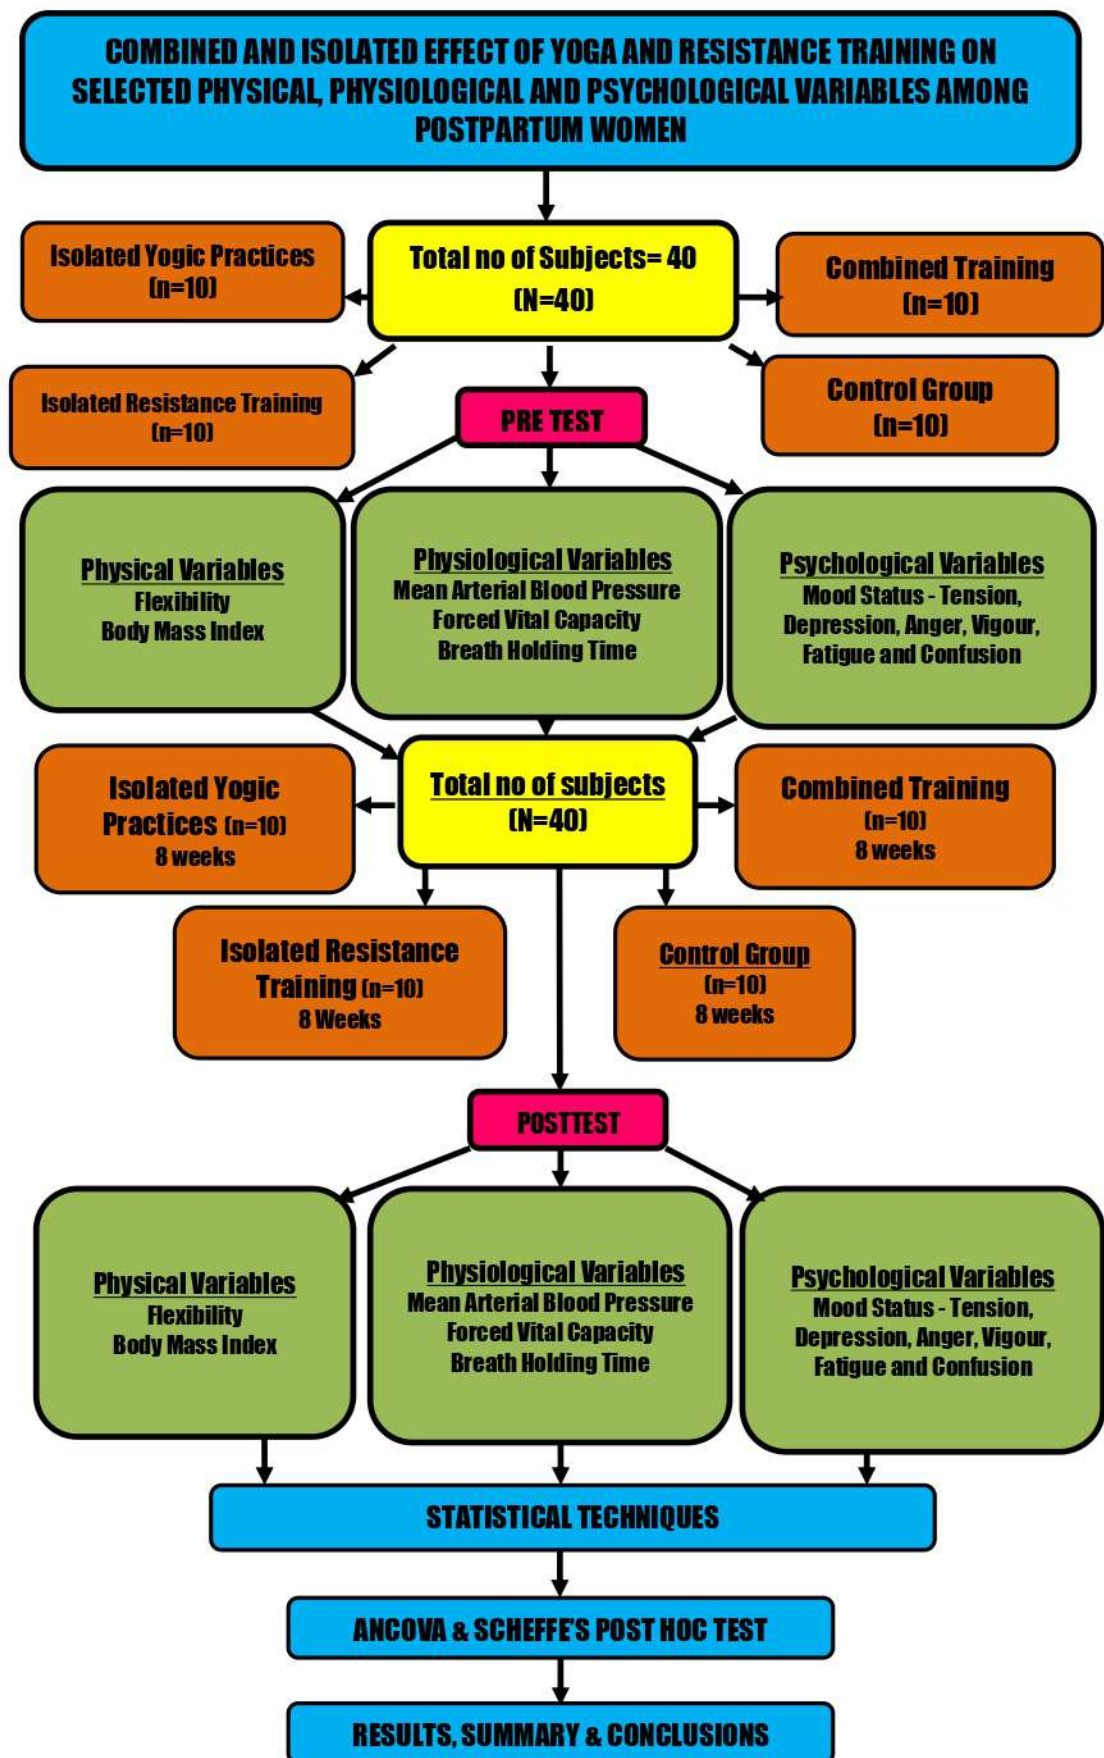 COMBINED AND ISOLATED EFFECT OF YOGA AND RESISTANCE TRAINING ON
SELECTED PHYSICAL, PHYSIOLOGICAL AND PSYCHOLOGICAL VARIABLES AMONG
POSTPARTUM WOMEN
Isolated Yogic Practices
(n=10)
Total no of Subjects= 40
(N=40)
Combined Training
(n=10)
Isolated Resistance Training
(n=10)
PRE TEST
Control Group
(n=10)
Physical Variables
Flexibility
Body Mass Index
Physiological Variables
Mean Arterial Blood Pressure
Forced Vital Capacity
Breath Holding Time
Psychological Variables
Mood Status - Tension,
Depression, Anger, Vigour,
Fatigue and Confusion
Isolated Yogic
Practices (n=10)
8 weeks
Total no of subjects
(N=40)
Combined Training
(n=10)
8 weeks
Isolated Resistance
Training (n=10)
8 Weeks
Control Group
(n=10)
8 weeks
POSTTEST
Physical Variables
Flexibility
Body Mass Index
Physiological Variables
Mean Arterial Blood Pressure
Forced Vital Capacity
Breath Holding Time
Psychological Variables
Mood Status - Tension,
Depression, Anger, Vigour,
Fatigue and Confusion
STATISTICAL TECHNIQUES
ANCOVA & SCHEFFE'S POST HOC TEST
RESULTS, SUMMARY & CONCLUSIONS